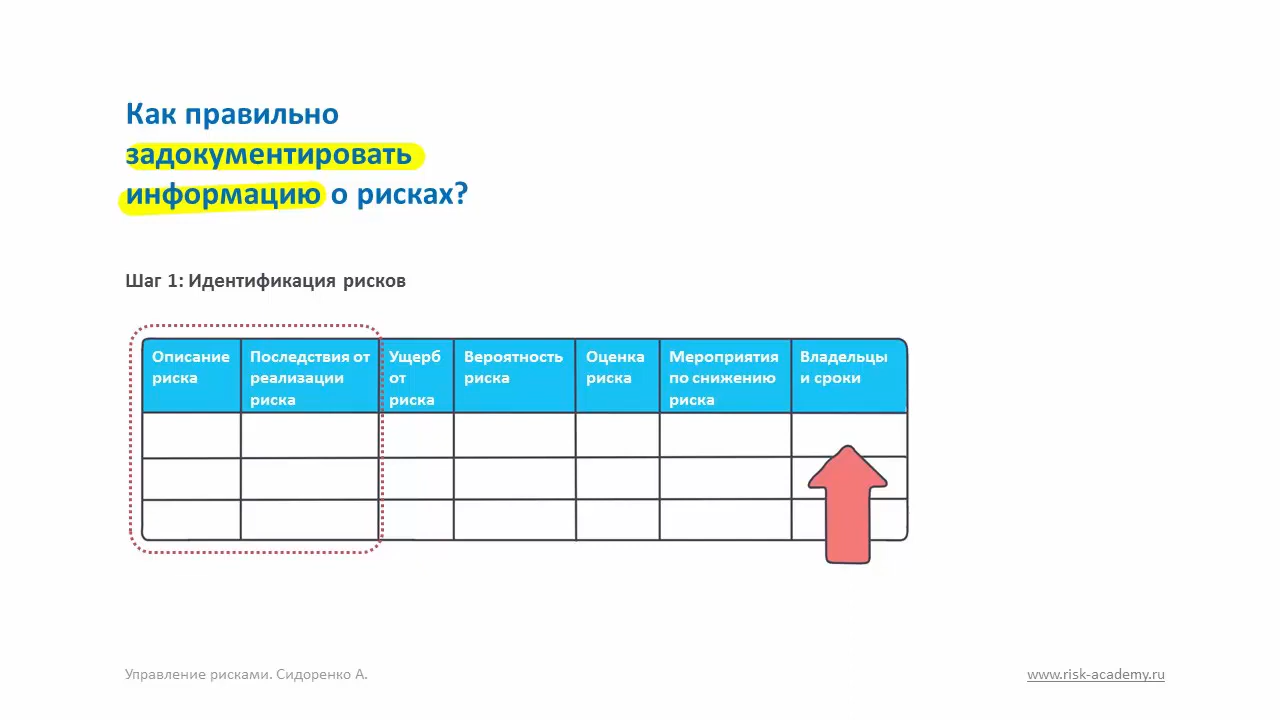 Как правильно
задокументировать
информацию о рисках?
Шаг 1: Идентификация рисков
Описание
риска
Последствия от
реализации
риска
Ущерб
от
риска
Вероятность
риска
Оценка
риска
Мероприятия
по снижению
риска
Владельцы
и сроки
Управление рисками. Сидоренко А.
www.risk-academy.ru